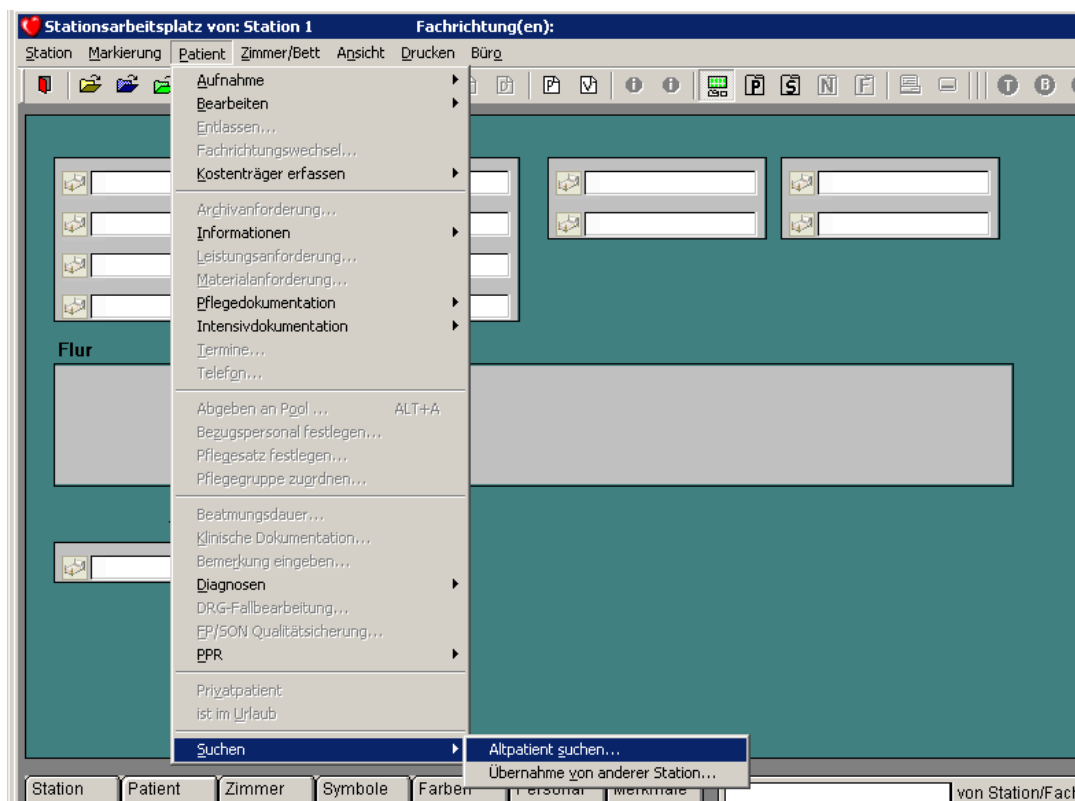 Stationsarbeitsplatz von: Station 1 Fachrichtung(en):
Station Markierung Patient Zimmer/Bett Ansicht Drucken Büro
P V P S N F T B
Aufnahme
Bearbeiten
Entlassen...
Fachrichtungswechsel...
Kostenträger erfassen
Archivanforderung...
Informationen
Leistungsanforderung...
Materialanforderung...
Pflegedokumentation
Intensivdokumentation
Termine...
Telefon...
Flur
Abgeben an Pool ... ALT+A
Bezugspersonal festlegen...
Pflegesatz festlegen...
Pflegegruppe zuordnen...
Beatmungsdauer...
Klinische Dokumentation...
Bemerkung eingeben...
Diagnosen
DRG-Fallbearbeitung...
FP/SON Qualitätsicherung...
PPR
Privatpatient
ist im Urlaub
Suchen
Altpatient suchen...
Übernahme von anderer Station...
Station Patient Zimmer Symbole Farben Personal Merkmale von Station/Fach